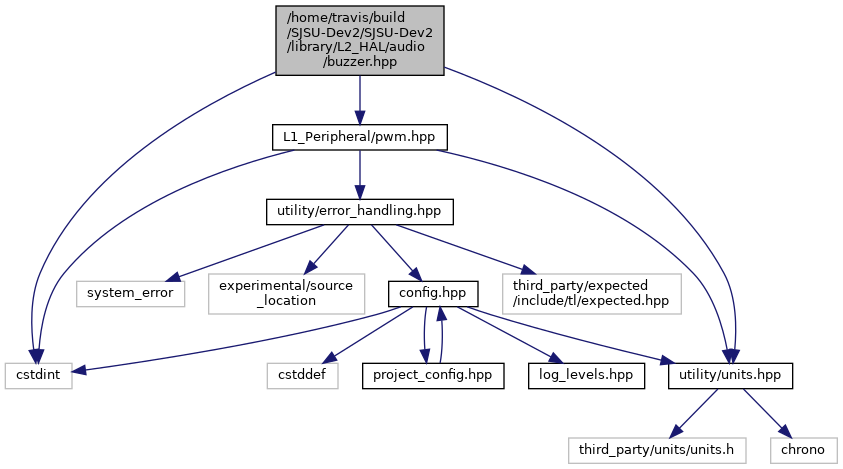 /home/travis/build
/SJSU-Dev2/SJSU-Dev2
/library/L2_HAL/audio
/buzzer.hpp
L1_Peripheral/pwm.hpp
utility/error_handling.hpp
system_error
experimental/source
_location
config.hpp
third_party/expected
/include/tl/expected.hpp
cstdint
cstddef
project_config.hpp
log_levels.hpp
utility/units.hpp
third_party/units/units.h
chrono